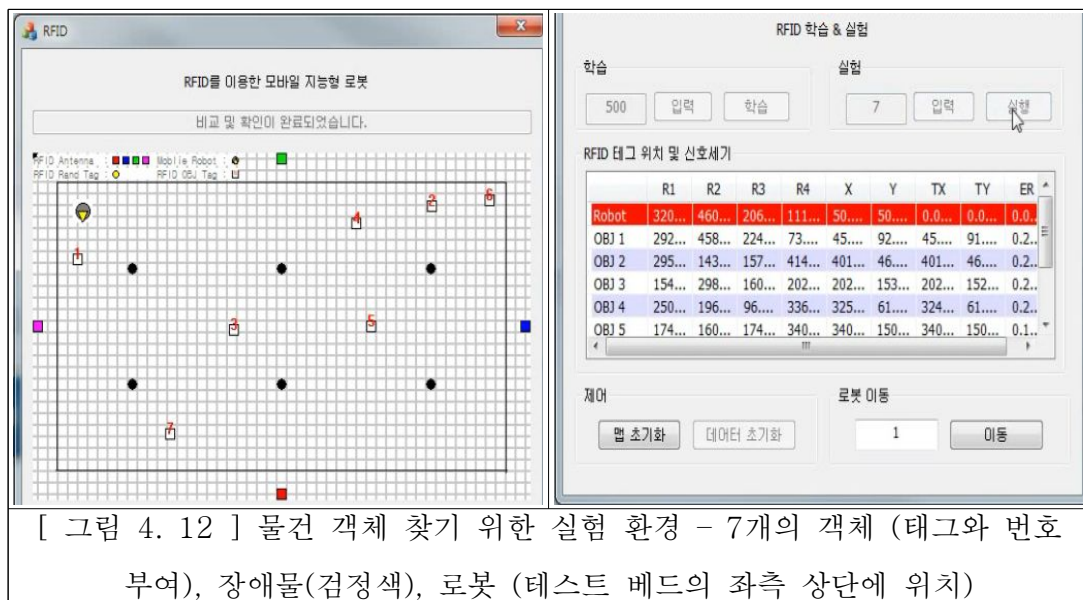 RFID
RFID를 이용한 모바일 지능형 로봇
비교 및 확인이 완료되었습니다.
RFID Antenna : Moblie Robot :
RFID Rand Tag : RFID OBJ Tag :
6
2
4
1
3
5
7
RFID 학습 & 실험
학습
실험
500 입력 학습
7 입력 실행
RFID 테그 위치 및 신호세기
R1 R2 R3 R4 X Y TX TY ER
Robot 320... 460... 206... 111... 50.... 50.... 0.0... 0.0... 0.0..
OBJ 1 292... 458... 224... 73.... 45.... 92.... 45.... 91.... 0.2..
OBJ 2 295... 143... 157... 414... 401... 46.... 401... 46.... 0.2..
OBJ 3 154... 298... 160... 202... 202... 153... 202... 152... 0.2..
OBJ 4 250... 196... 96.... 336... 325... 61.... 324... 61.... 0.2..
OBJ 5 174... 160... 174... 340... 340... 150... 340... 150... 0.1..
제어
로봇 이동
맵 초기화 데어터 초기화
1 이동
[ 그림 4. 12 ] 물건 객체 찾기 위한 실험 환경 – 7개의 객체 (태그와 번호
부여), 장애물(검정색), 로봇 (테스트 베드의 좌측 상단에 위치)